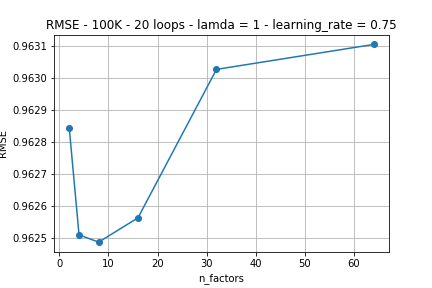 RMSE - 100K - 20 loops - lamda = 1 - learning_rate = 0.75
0.9631
0.9630
0.9629
0.9628
0.9627
0.9626
0.9625
RMSE
0 10 20 30 40 50 60
n_factors